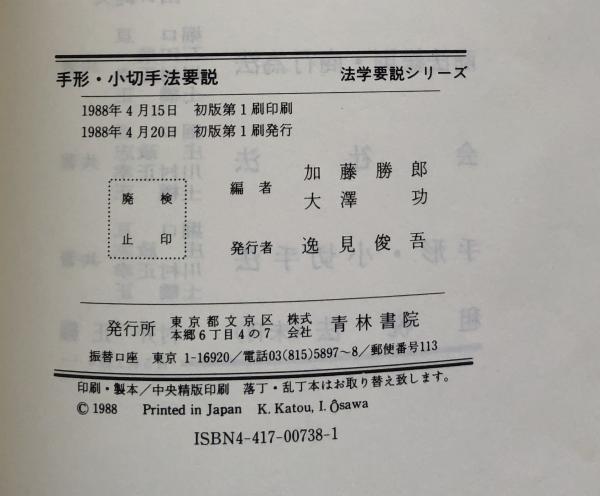 手形・小切手法要説 法学要説シリーズ
1988年4月15日 初版第1刷印刷
1988年4月20日 初版第1刷発行
検印
廃止
編者 加藤勝郎
大澤功
発行者 逸見俊吾
発行所 東京都文京区本郷6丁目4の7 株式会社 青林書院
振替口座 東京1-16920/電話03(815)5897~8/郵便番号113
印刷・製本/中央精版印刷 落丁・乱丁本はお取り替え致します。
© 1988 Printed in Japan K. Katou, I. Ôsawa
ISBN4-417-00738-1